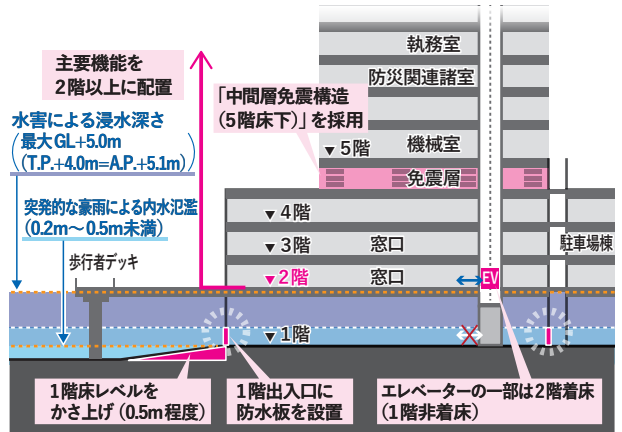 執務室
主要機能を
2階以上に配置
防災関連諸室
「中間層免震構造
（5階床下）」を採用
水害による浸水深さ
最大GL+5.0m
（T.P.+4.0m=A.P.+5.1m）
▼5階
機械室
免震層
突発的な豪雨による内水氾濫
（0.2m～0.5m未満）
▼4階
▼3階
窓口
駐車場棟
歩行者デッキ
▼2階
窓口
EV
▼1階
1階床レベルを
かさ上げ（0.5m程度）
1階出入口に
防水板を設置
エレベーターの一部は2階着床
（1階非着床）